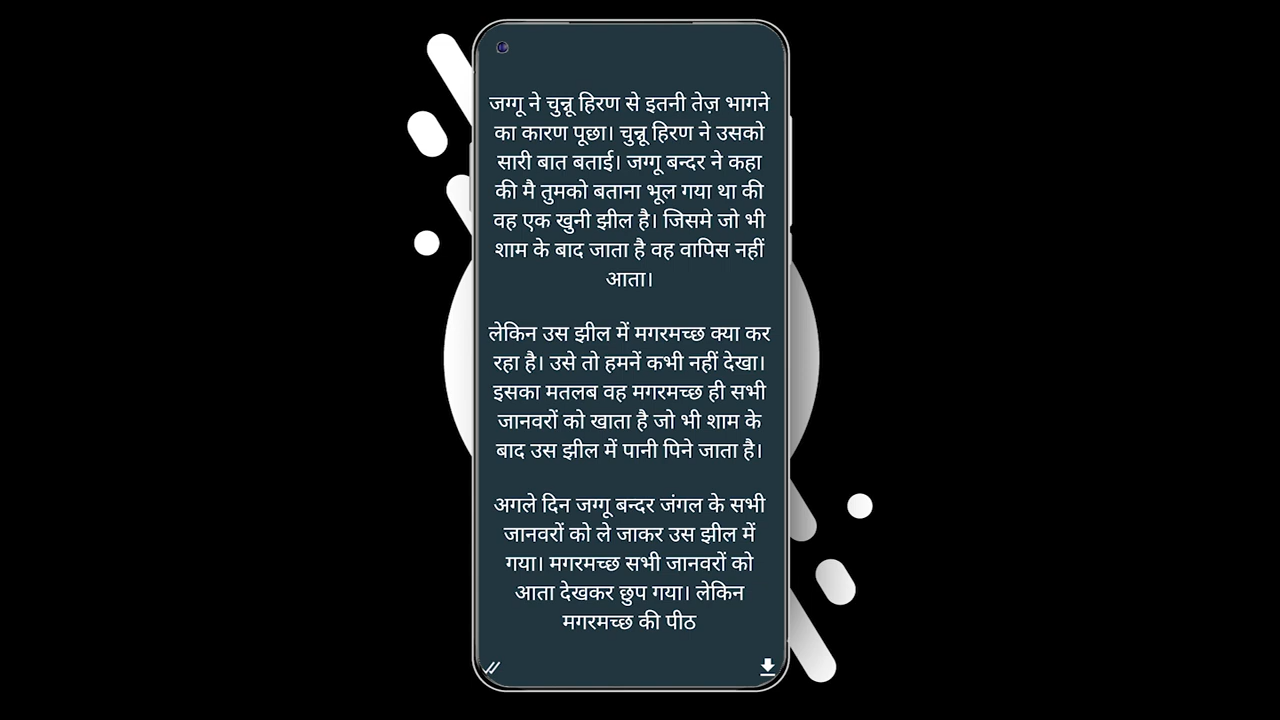 जग्गू ने चुन्नू हिरण से इतनी तेज़ भागने
का कारण पूछा। चुन्नू हिरण ने उसको
सारी बात बताई। जग्गू बन्दर ने कहा
की मै तुमको बताना भूल गया था की
वह एक खुनी झील है। जिसमे जो भी
शाम के बाद जाता है वह वापिस नहीं
आता।
लेकिन उस झील में मगरमच्छ क्या कर
रहा है। उसे तो हमनें कभी नहीं देखा।
इसका मतलब वह मगरमच्छ ही सभी
जानवरों को खाता है जो भी शाम के
बाद उस झील में पानी पिने जाता है।
अगले दिन जग्गू बन्दर जंगल के सभी
जानवरों को ले जाकर उस झील में
गया। मगरमच्छ सभी जानवरों को
आता देखकर छुप गया। लेकिन
मगरमच्छ की पीठ